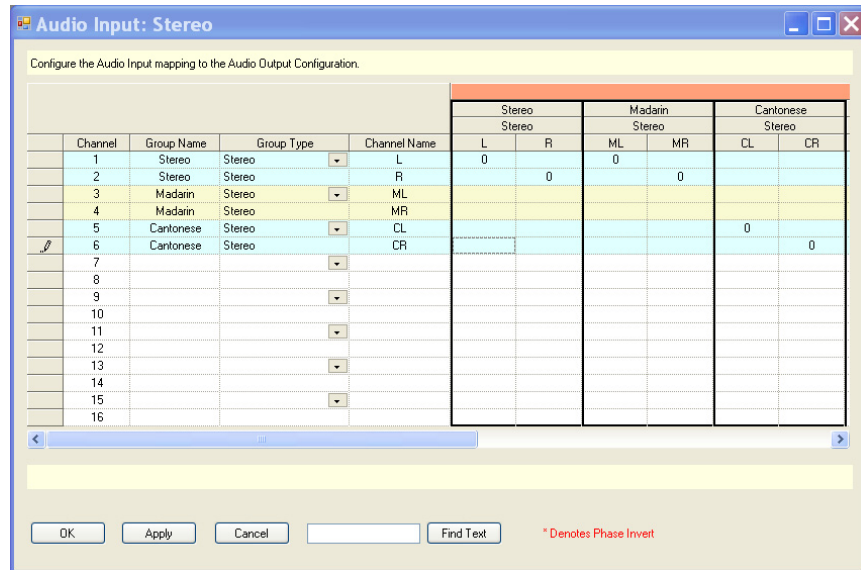 Audio Input: Stereo
Configure the Audio Input mapping to the Audio Output Configuration.
Stereo Madarin Cantonese
Stereo Stereo Stereo
Channel Group Name Group Type Channel Name L R ML MR CL CR
1 Stereo Stereo L 0 0
2 Stereo Stereo R 0 0
3 Madarin Stereo ML
4 Madarin Stereo MR
5 Cantonese Stereo CL 0
6 Cantonese Stereo CR 0
7
8
9
10
11
12
13
14
15
16
OK Apply Cancel Find Text * Denotes Phase Invert